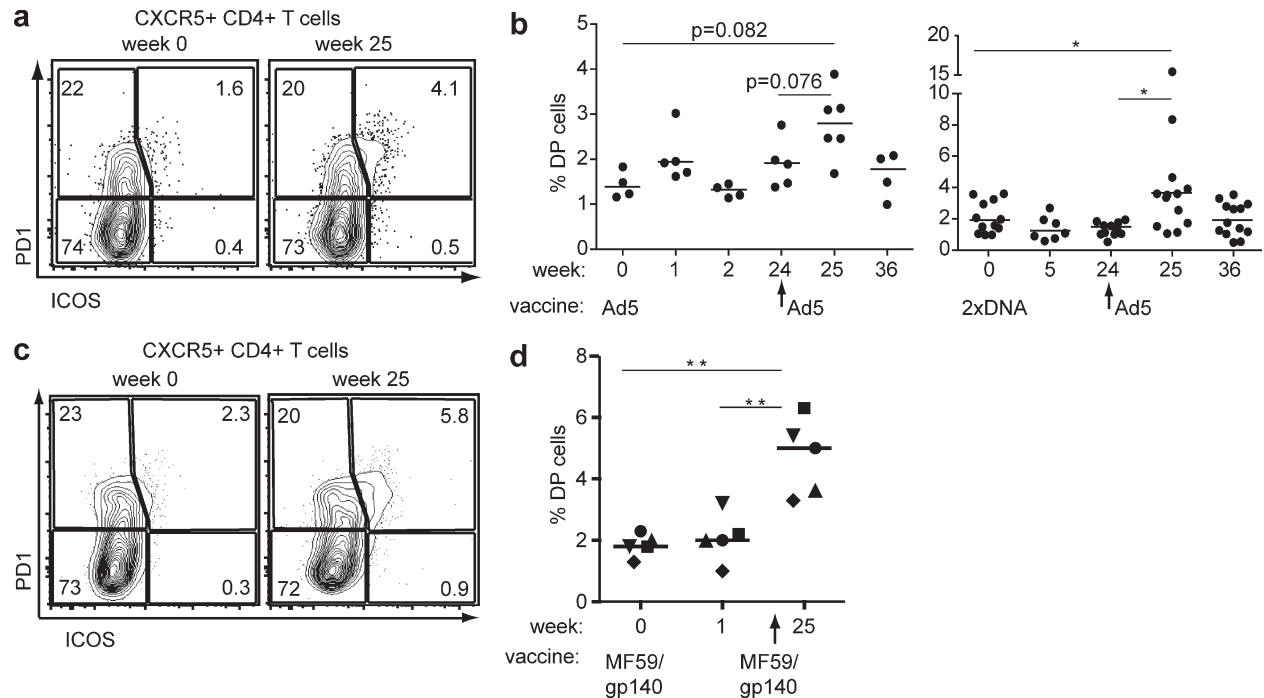 a
CXCR5+ CD4+ T cells
week 0 week 25
22 1.6 20 4.1
74 0.4 73 0.5
PD1
ICOS
b
5
4
3
2
1
0
% DP cells
p=0.082
p=0.076
week: 0 1 2 24 25 36
vaccine: Ad5 Ad5
20
15
10
8
6
4
2
0
*
*
0 5 24 25 36
2xDNA Ad5
c
CXCR5+ CD4+ T cells
week 0 week 25
23 2.3 20 5.8
73 0.3 72 0.9
PD1
ICOS
d
8
6
4
2
0
% DP cells
**
**
week: 0 1 25
vaccine: MF59/ MF59/
gp140 gp140